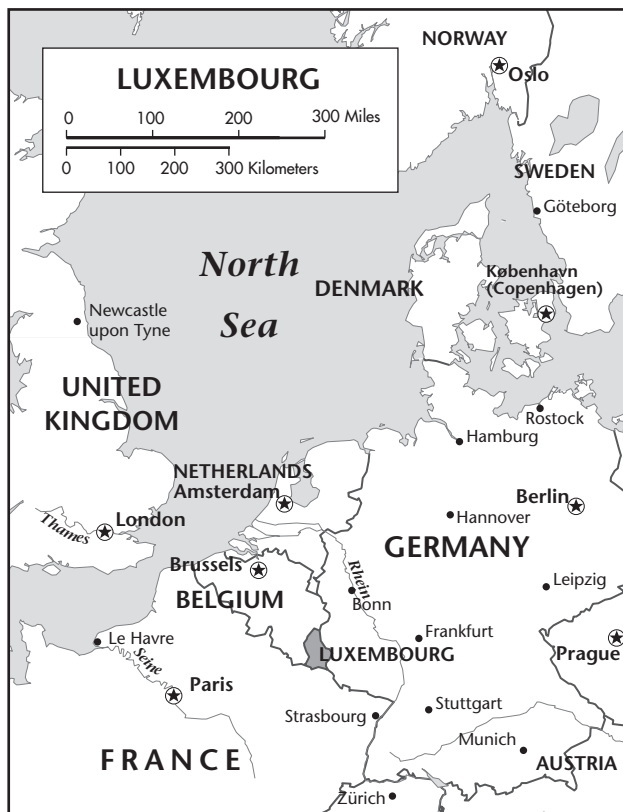 NORWAY
Oslo
LUXEMBOURG
0 100 200 300 Miles
0 100 200 300 Kilometers
SWEDEN
Göteborg
North
Sea
DENMARK
København
(Copenhagen)
Newcastle
upon Tyne
UNITED
KINGDOM
Rostock
Hamburg
NETHERLANDS
Amsterdam
Berlin
Thames
London
Hannover
GERMANY
Brussels
BELGIUM
Rhein
Bonn
Leipzig
Le Havre
Seine
Frankfurt
LUXEMBOURG
Prague
Paris
Strasbourg
Stuttgart
Munich
FRANCE
AUSTRIA
Zürich